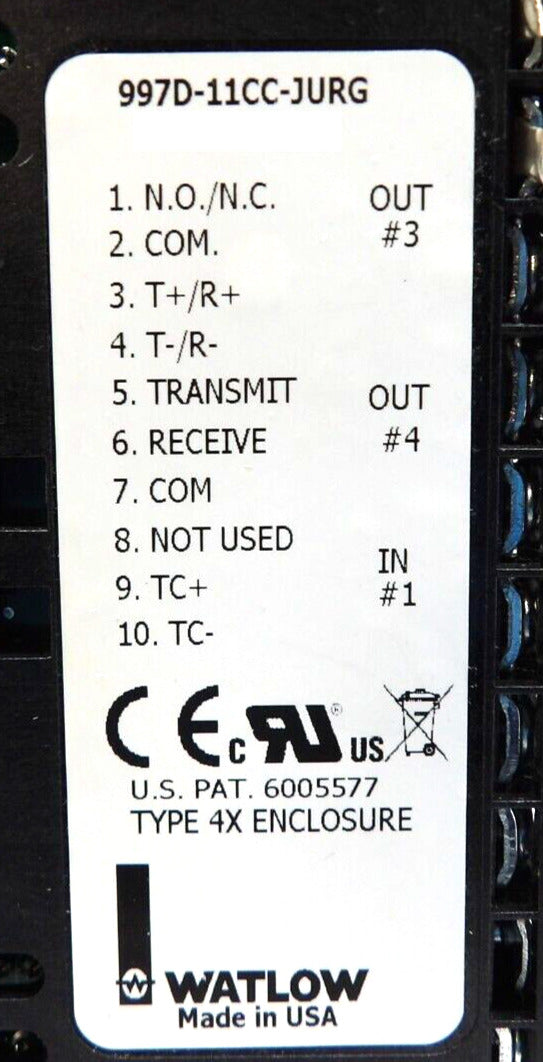 997D-11CC-JURG
1. N.O./N.C. OUT
2. COM. #3
3. T+/R+
4. T-/R-
5. TRANSMIT OUT
6. RECEIVE #4
7. COM
8. NOT USED
9. TC+ IN
10. TC- #1
CE c RU ® US
U.S. PAT. 6005577
TYPE 4X ENCLOSURE
WATLOW
Made in USA